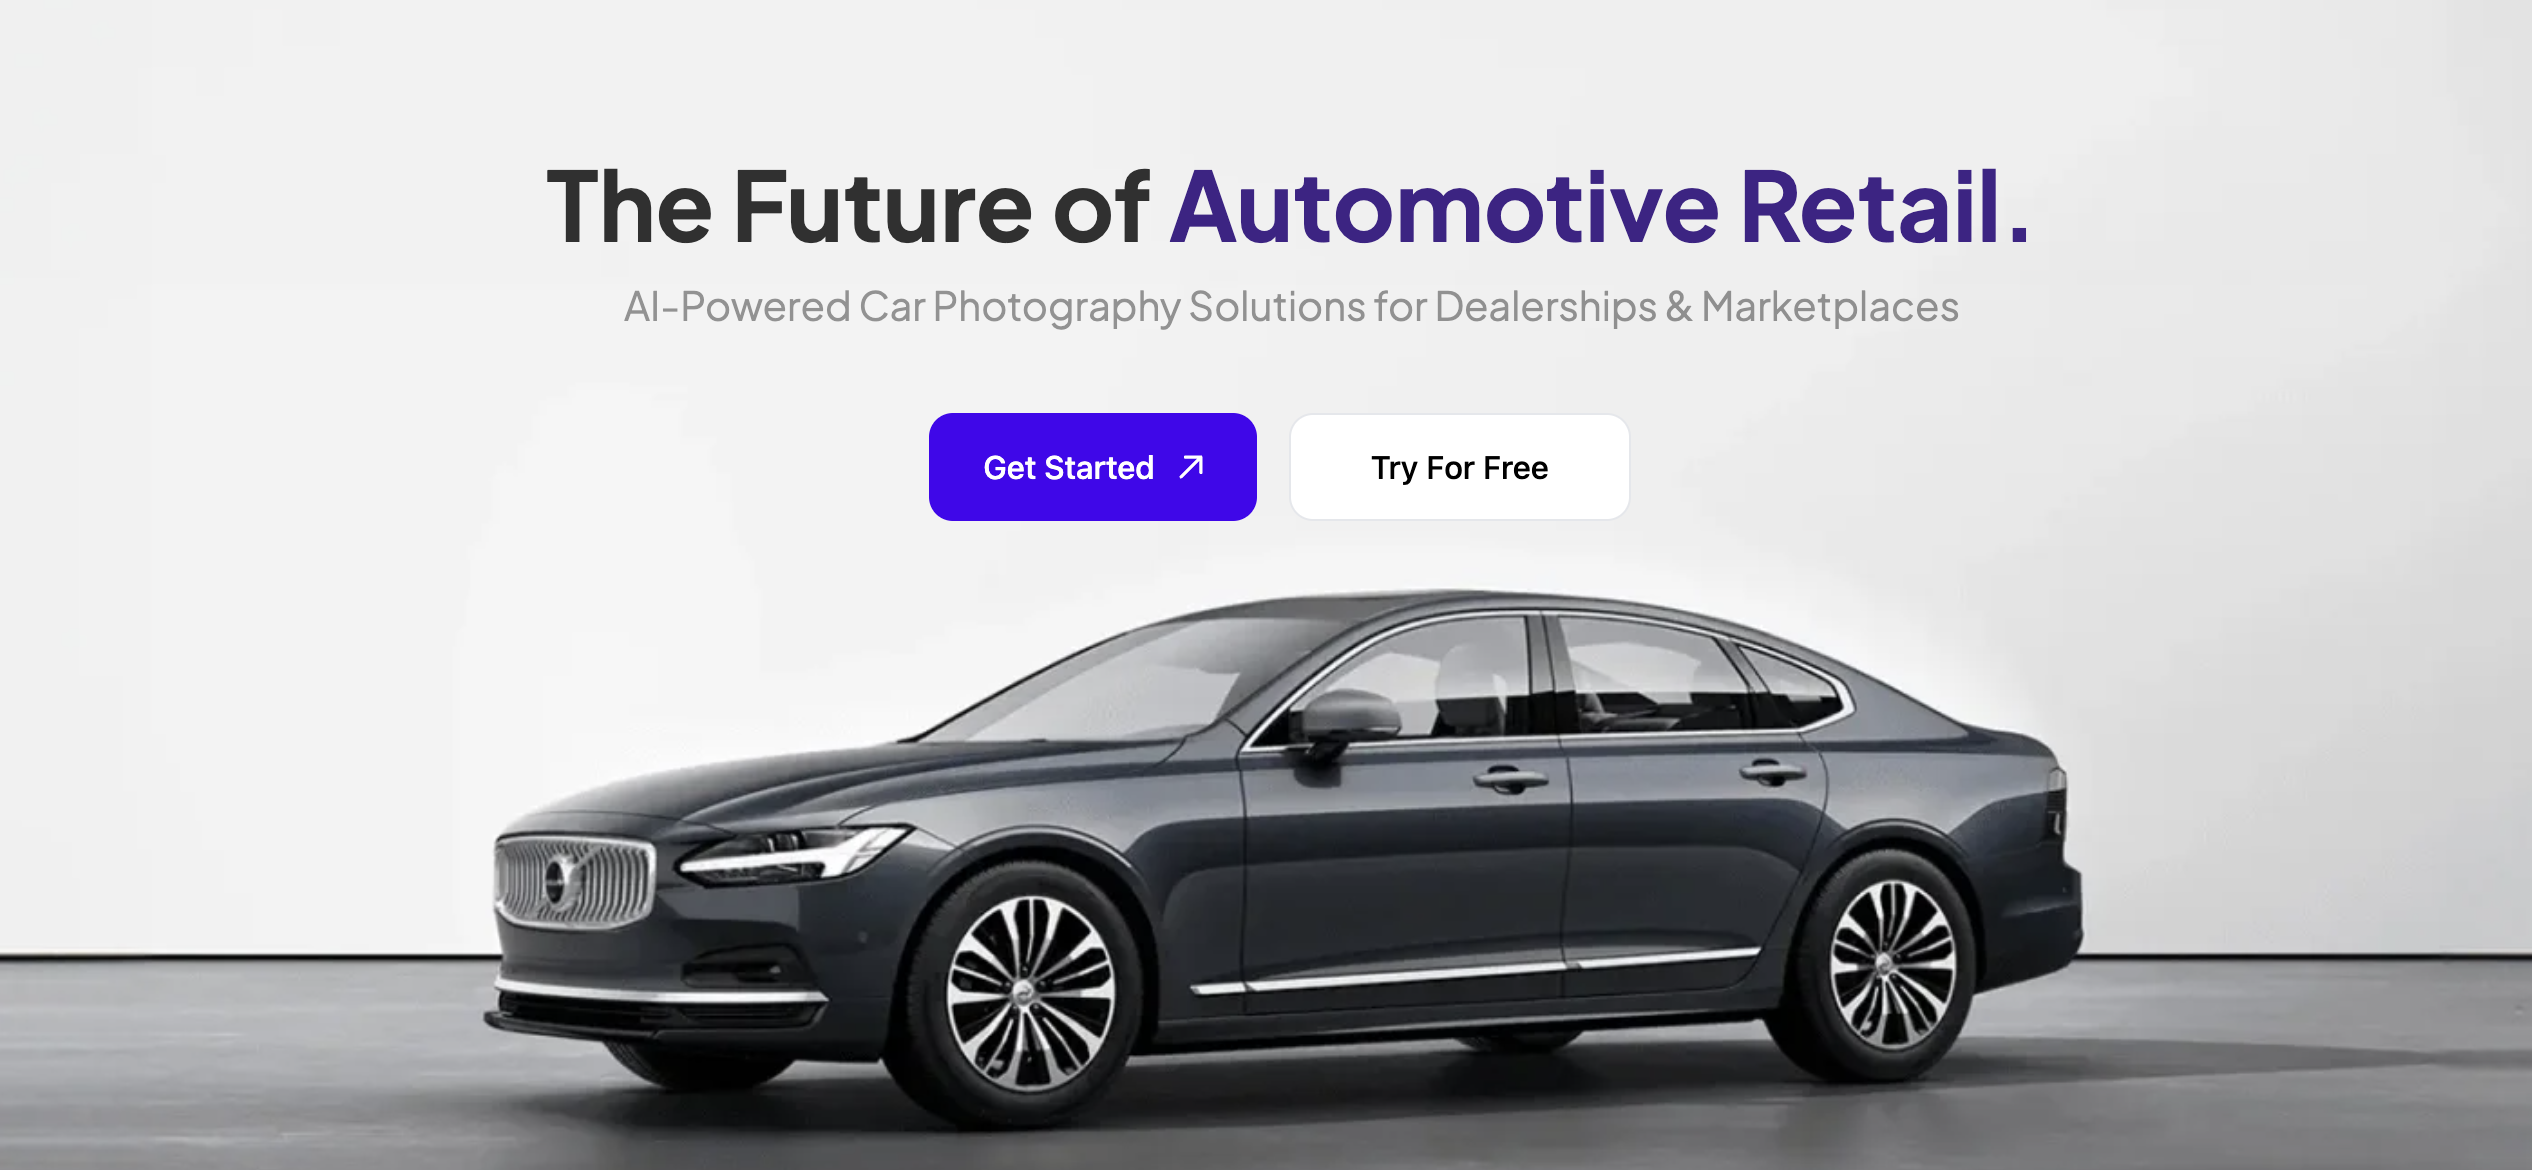 The Future of Automotive Retail.
AI-Powered Car Photography Solutions for Dealerships & Marketplaces
Get Started
Try For Free